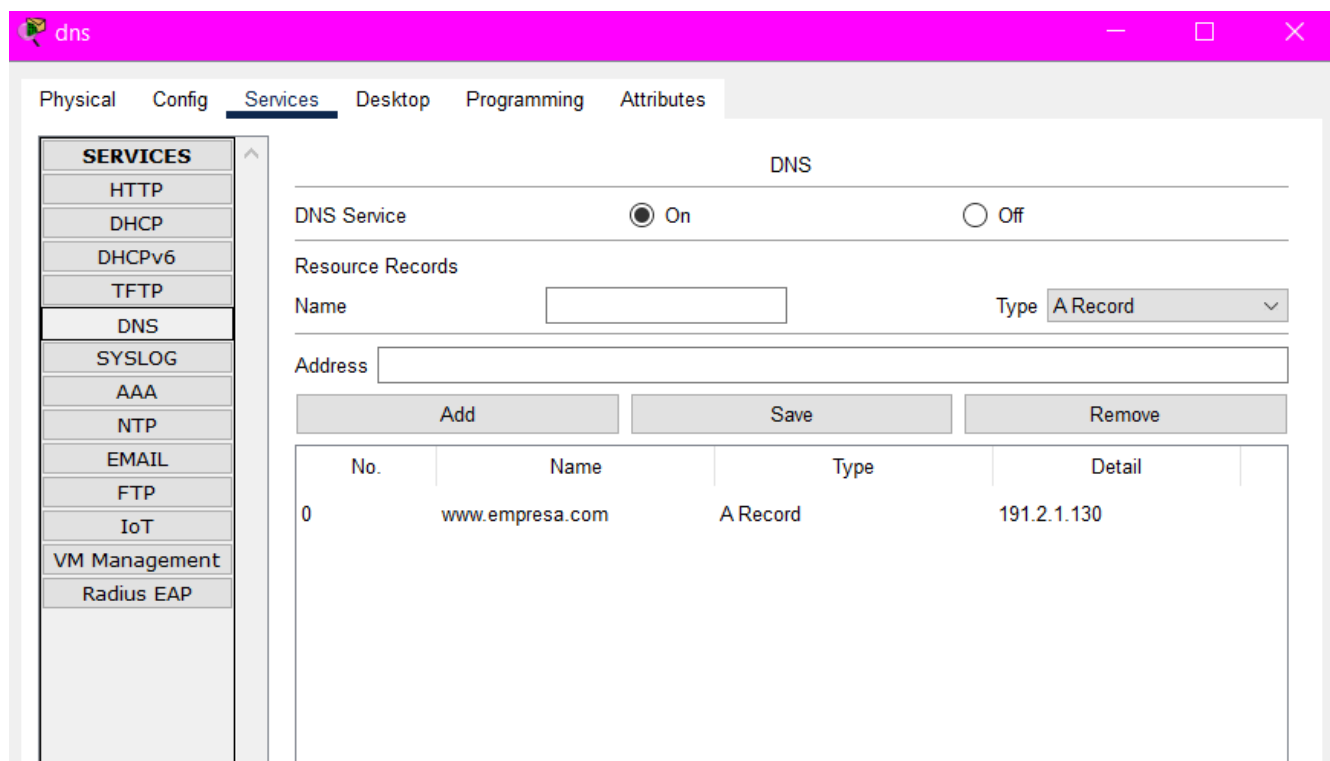 dns
Physical Config Services Desktop Programming Attributes
SERVICES
HTTP
DHCP
DHCPv6
TFTP
DNS
SYSLOG
AAA
NTP
EMAIL
FTP
IoT
VM Management
Radius EAP
DNS
DNS Service On Off
Resource Records
Name Type A Record
Address
Add Save Remove
No. Name Type Detail
0 www.empresa.com A Record 191.2.1.130